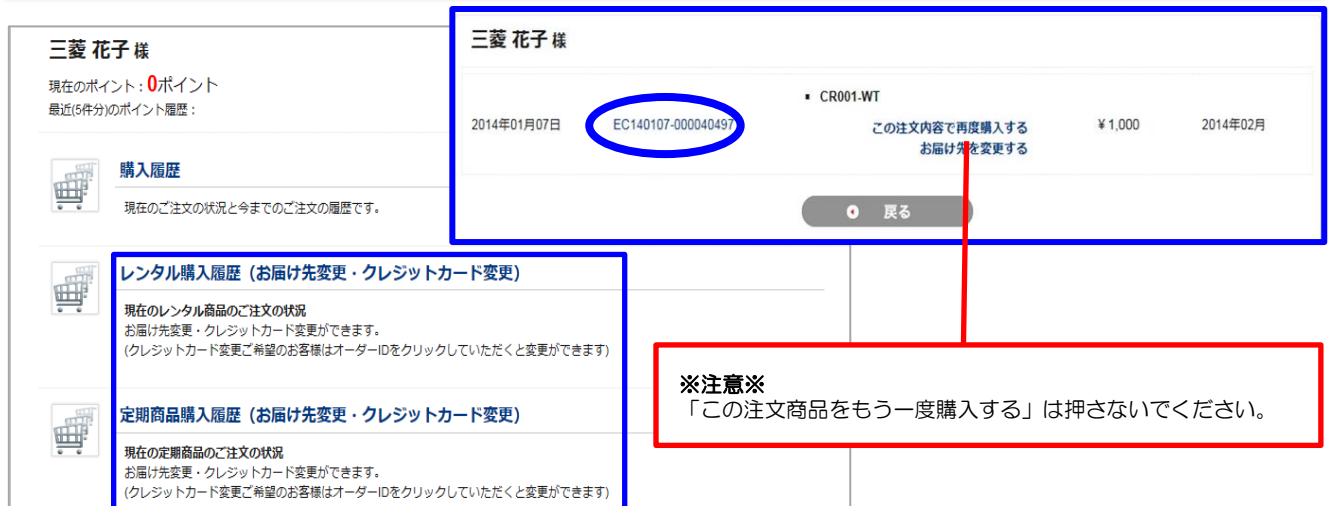 三菱 花子 様
現在のポイント：0ポイント
最近(5件分)のポイント履歴：
購入履歴
現在のご注文の状況と今までのご注文の履歴です。
レンタル購入履歴（お届け先変更・クレジットカード変更）
現在のレンタル商品のご注文の状況
お届け先変更・クレジットカード変更ができます。
(クレジットカード変更ご希望のお客様はオーダーIDをクリックしていただくと変更ができます)
定期商品購入履歴（お届け先変更・クレジットカード変更）
現在の定期商品のご注文の状況
お届け先変更・クレジットカード変更ができます。
(クレジットカード変更ご希望のお客様はオーダーIDをクリックしていただくと変更ができます)
三菱 花子 様
▪ CR001-WT
2014年01月07日 EC140107-000040497 この注文内容で再度購入する ¥ 1,000 2014年02月
お届け先を変更する
戻る
※注意※
「この注文商品をもう一度購入する」は押さないでください。